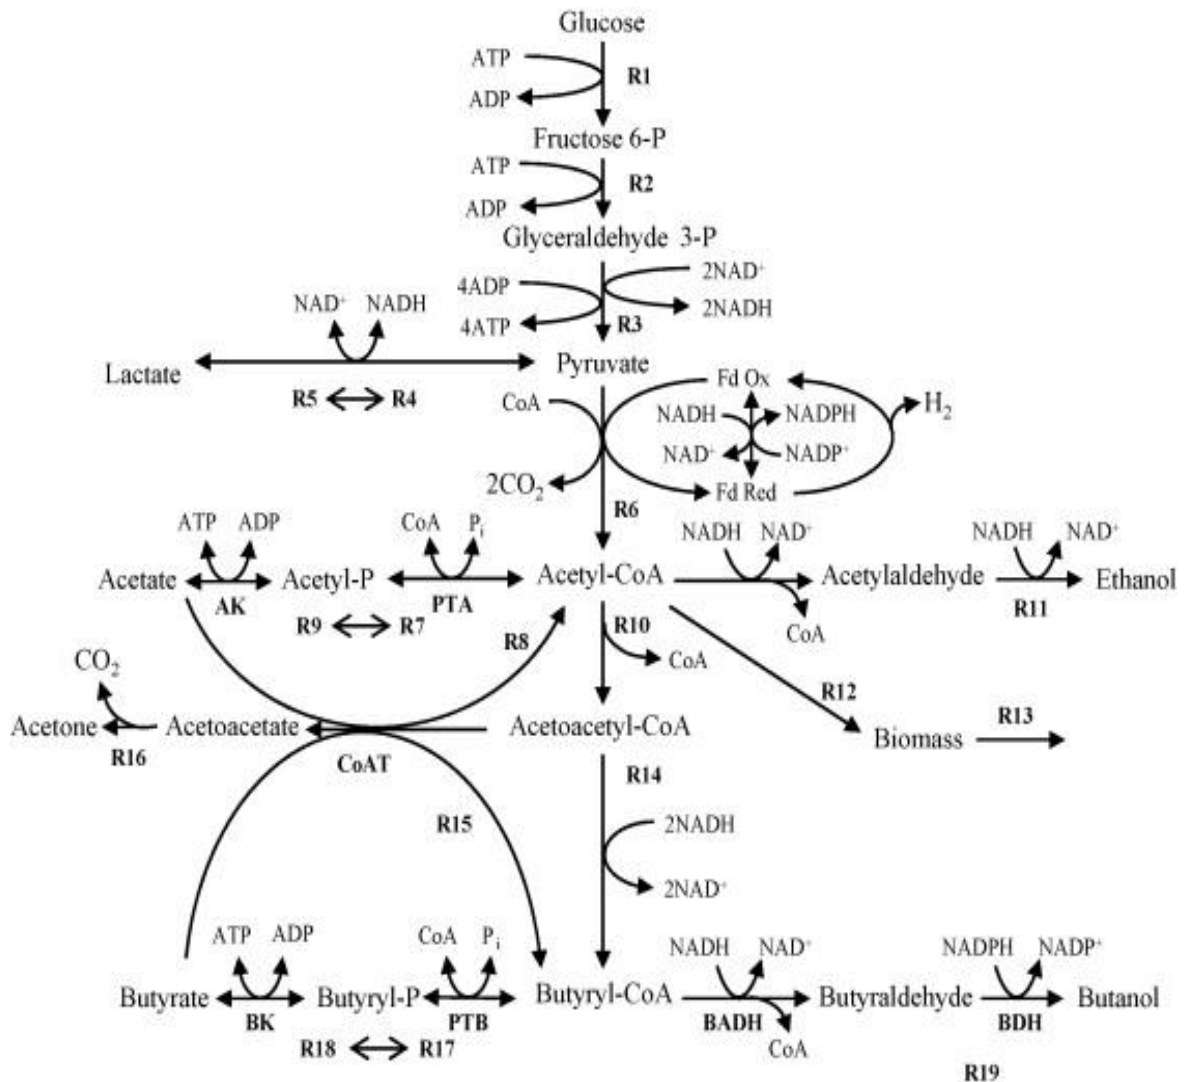 Glucose
ATP
R1
ADP
Fructose 6-P
ATP
R2
ADP
Glyceraldehyde 3-P
4ADP
2NAD⁺
NAD⁺ NADH
2NADH
4ATP
R3
Lactate
Pyruvate
R5 R4
CoA
Fd Ox
NADH
NADPH
H₂
NAD⁺
NADP⁺
2CO₂
Fd Red
R6
ATP ADP
CoA Pᵢ
NADH NAD⁺
NADH NAD⁺
Acetate
Acetyl-P
Acetyl-CoA
Acetylaldehyde
Ethanol
AK
PTA
R11
R9 R7
CoA
R8
R10
CoA
CO₂
R12
Acetone
Acetoacetate
Acetoacetyl-CoA
Biomass
R13
R16
CoAT
R14
R15
2NADH
2NAD⁺
ATP ADP
CoA Pᵢ
NADH NAD⁺
NADPH NADP⁺
Butyrate
Butyryl-P
Butyryl-CoA
Butyraldehyde
Butanol
BK
PTB
BADH
BDH
R18 R17
CoA
R19